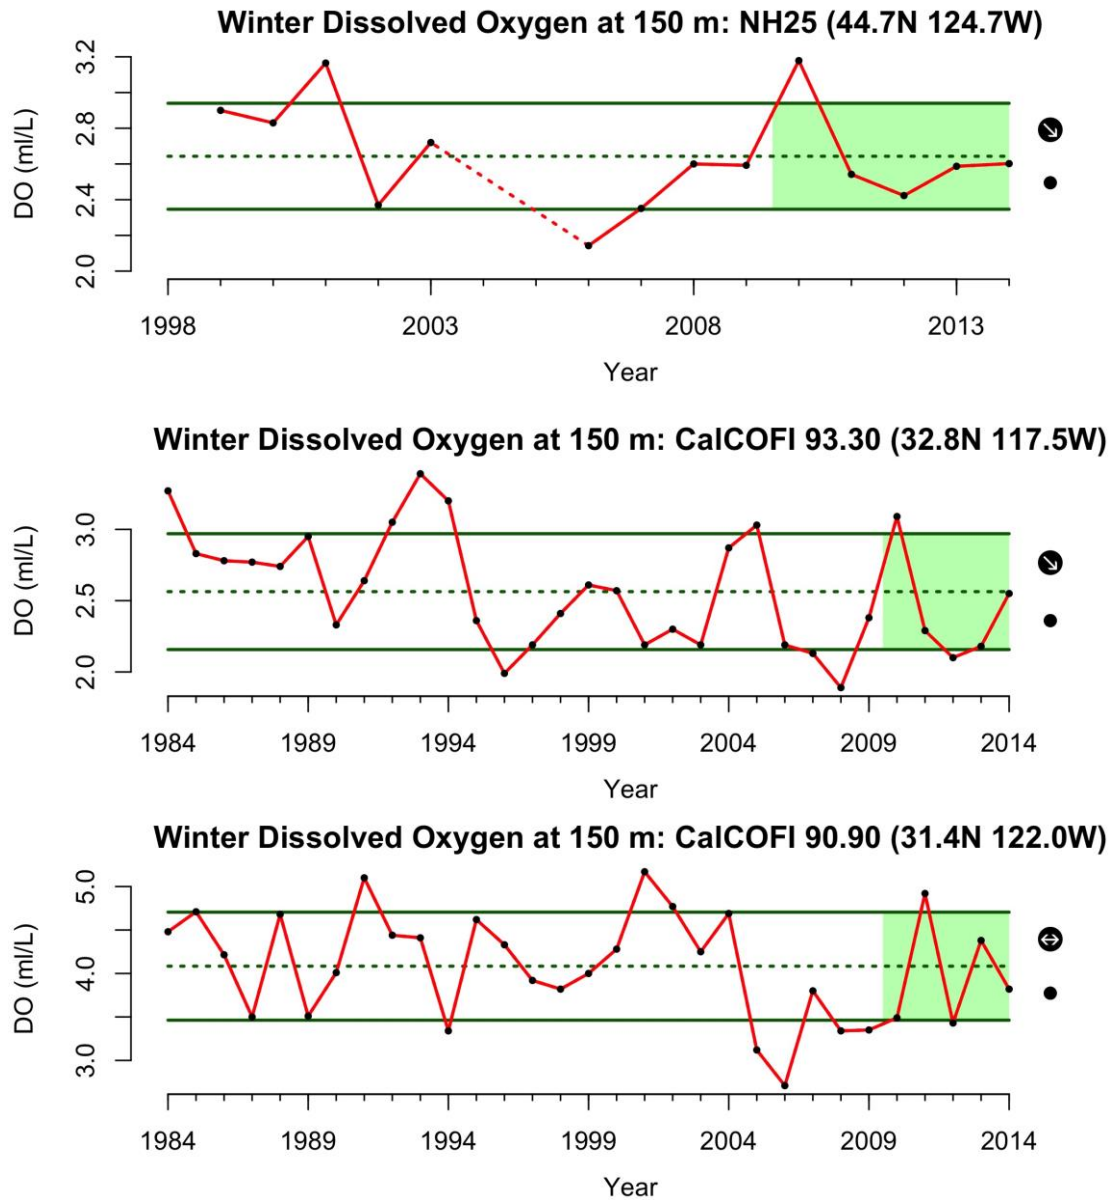 Winter Dissolved Oxygen at 150 m: NH25 (44.7N 124.7W)
3.2
2.8
2.4
2.0
DO (ml/L)
1998 2003 2008 2013
Year
Winter Dissolved Oxygen at 150 m: CalCOFI 93.30 (32.8N 117.5W)
3.0
2.5
2.0
DO (ml/L)
1984 1989 1994 1999 2004 2009 2014
Year
Winter Dissolved Oxygen at 150 m: CalCOFI 90.90 (31.4N 122.0W)
5.0
4.0
3.0
DO (ml/L)
1984 1989 1994 1999 2004 2009 2014
Year